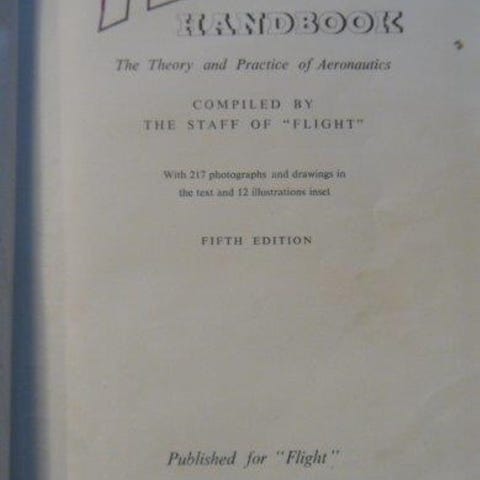 HANDBOOK
The Theory and Practice of Aeronautics
COMPILED BY
THE STAFF OF "FLIGHT"
With 217 photographs and drawings in
the text and 12 illustrations inset
FIFTH EDITION
Published for "Flight"